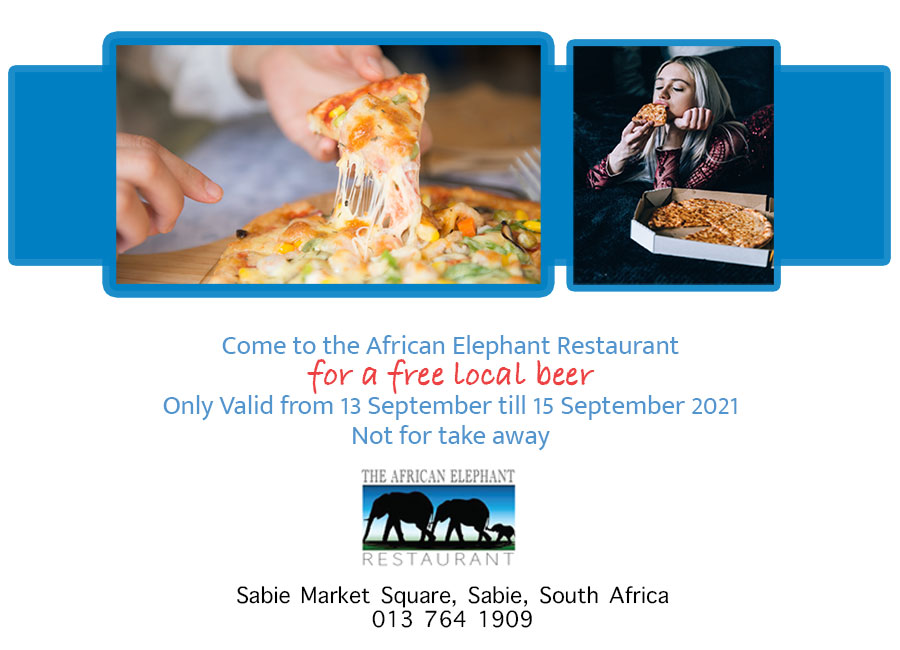 Come to the African Elephant Restaurant
for a free local beer
Only Valid from 13 September till 15 September 2021
Not for take away
THE AFRICAN ELEPHANT
RESTAURANT
Sabie Market Square, Sabie, South Africa
013 764 1909